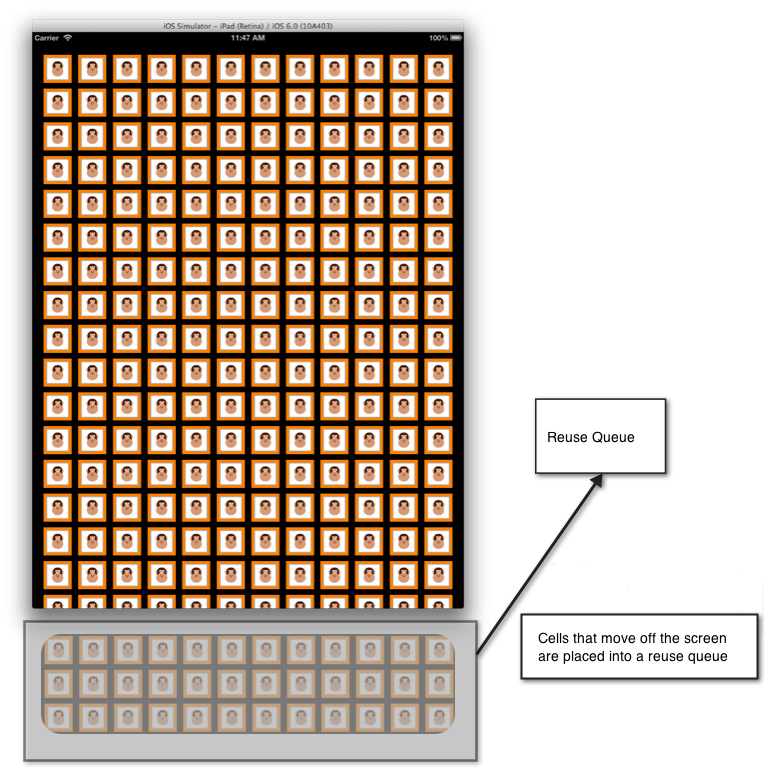 iOS Simulator – iPad (Retina) / iOS 6.0 (10A403)
Carrier 11:47 AM 100%
Reuse Queue
Cells that move off the screen
are placed into a reuse queue